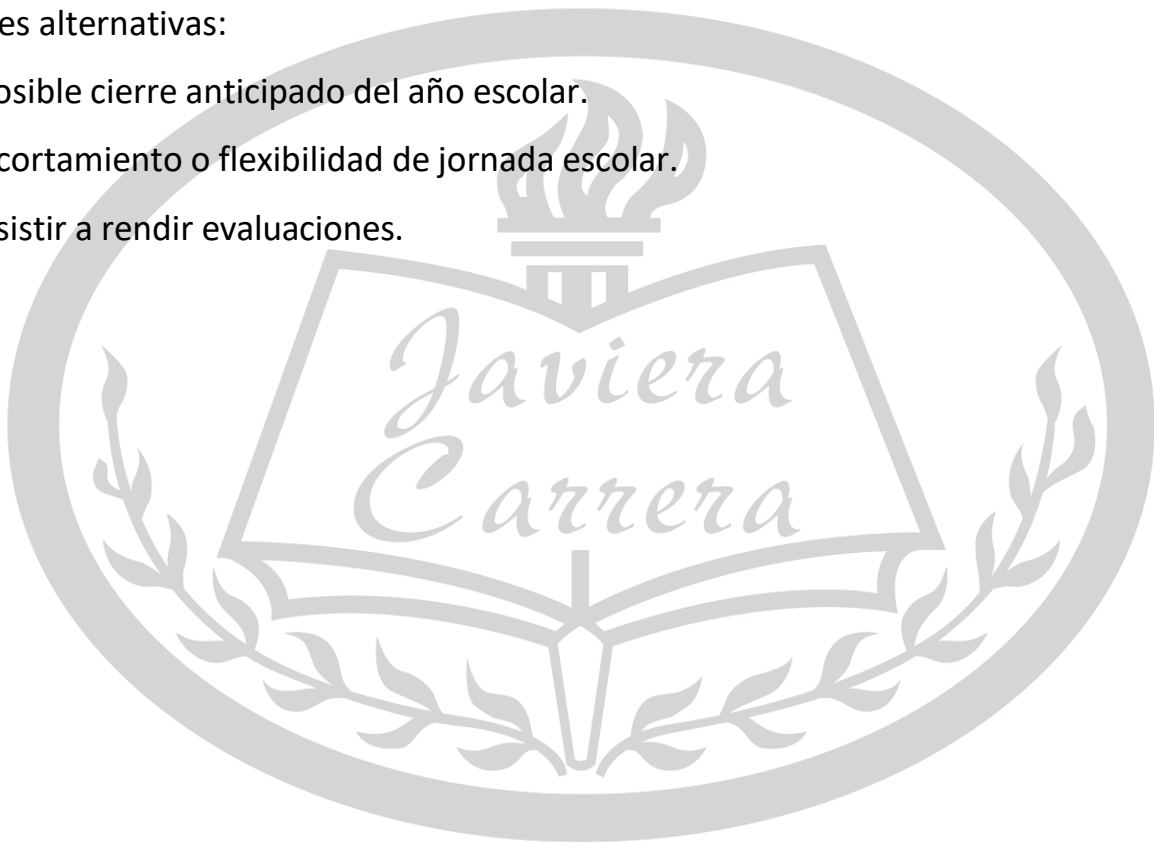 es alternativas:
osible cierre anticipado del año escolar.
cortamiento o flexibilidad de jornada escolar.
sistir a rendir evaluaciones.
Javiera
Carrera